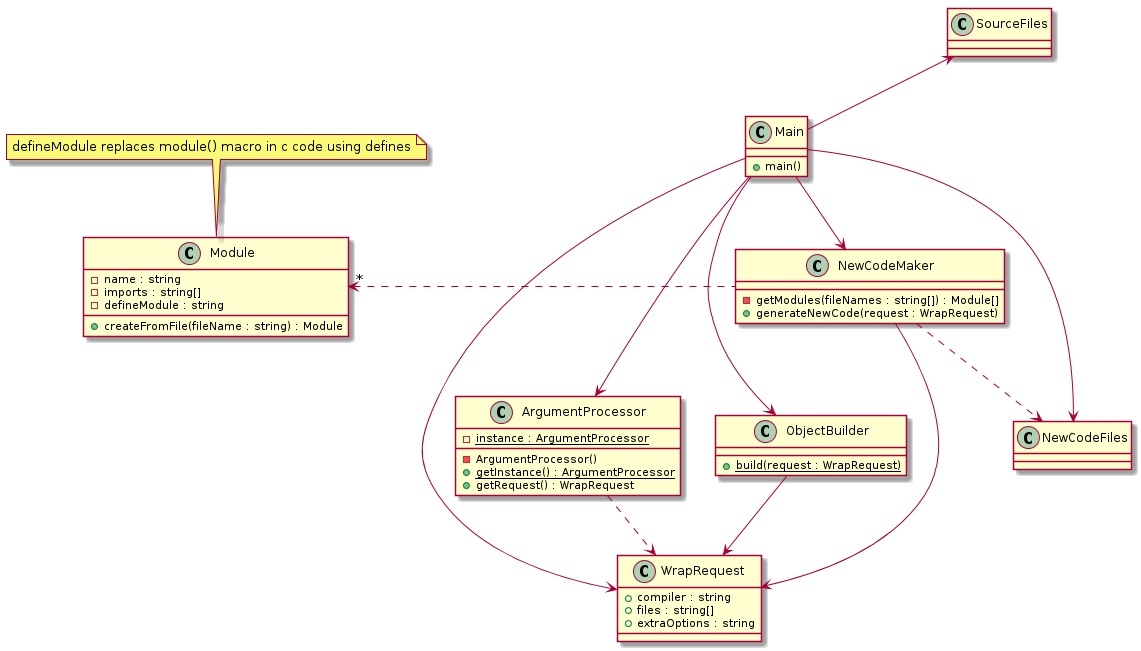 C SourceFiles
C Main
main()
defineModule replaces module() macro in c code using defines
C Module
name : string
imports : string[]
defineModule : string
createFromFile(fileName : string) : Module
*
C NewCodeMaker
getModules(fileNames : string[]) : Module[]
generateNewCode(request : WrapRequest)
C ArgumentProcessor
instance : ArgumentProcessor
ArgumentProcessor()
getInstance() : ArgumentProcessor
getRequest() : WrapRequest
C ObjectBuilder
build(request : WrapRequest)
C NewCodeFiles
C WrapRequest
compiler : string
files : string[]
extraOptions : string